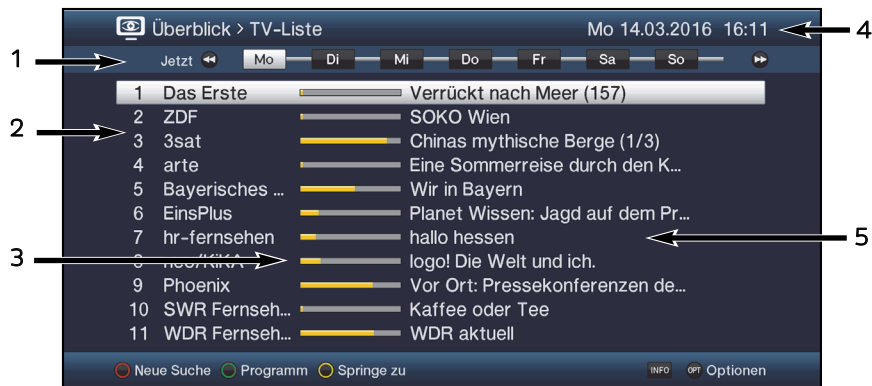 Überblick > TV-Liste Mo 14.03.2016 16:11 4
1 Jetzt Mo Di Mi Do Fr Sa So
1 Das Erste Verrückt nach Meer (157)
2 ZDF SOKO Wien
2
3 3sat Chinas mythische Berge (1/3)
4 arte Eine Sommerreise durch den K...
5 Bayerisches ... Wir in Bayern
6 EinsPlus Planet Wissen: Jagd auf dem Pr...
7 hr-fernsehen hallo hessen 5
3 8 neo/KiKA logo! Die Welt und ich.
9 Phoenix Vor Ort: Pressekonferenzen de...
10 SWR Fernseh... Kaffee oder Tee
11 WDR Fernseh... WDR aktuell
Neue Suche Programm Springe zu INFO OPT Optionen